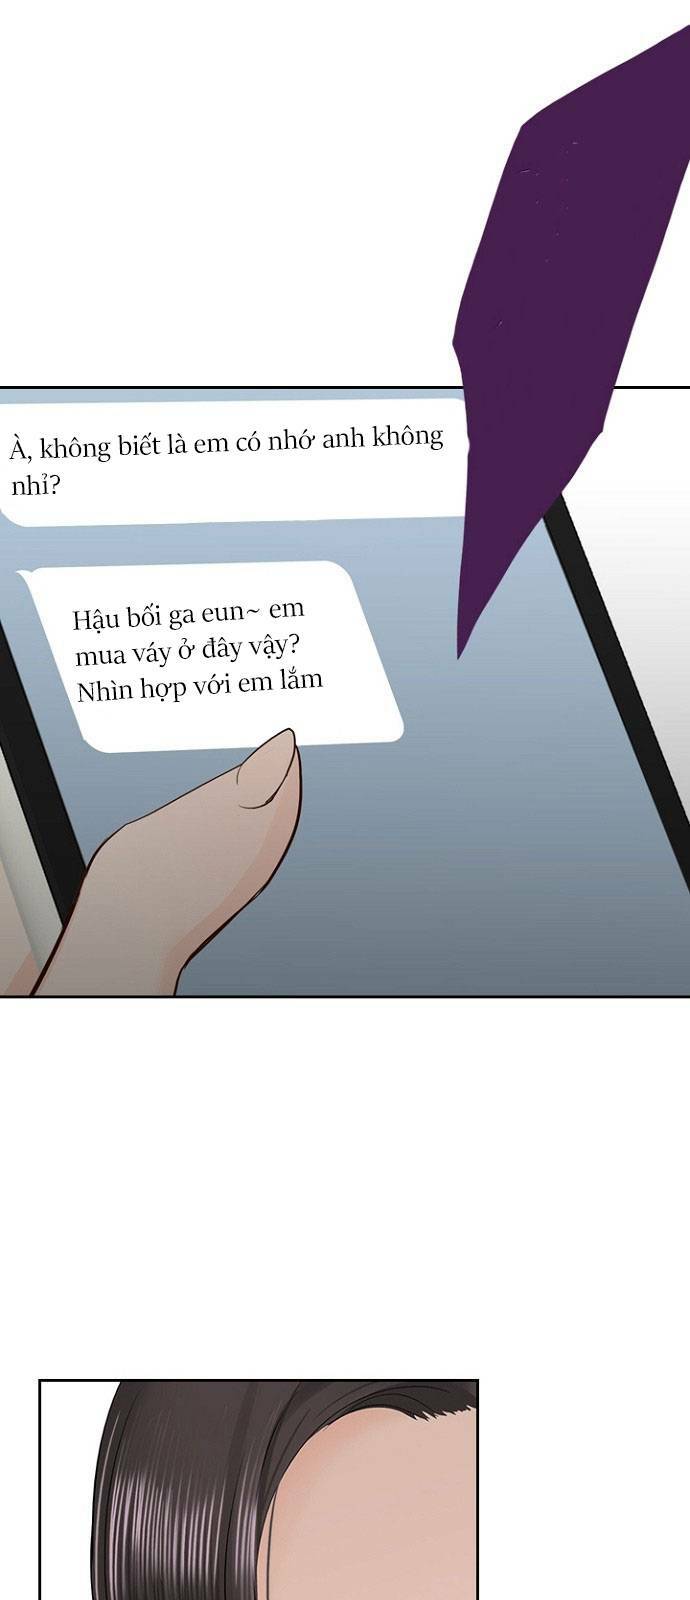 À, không biết là em có nhớ anh không
nhỉ?
Hậu bối ga eun~ em
mua váy ở đây vậy?
Nhìn hợp với em lắm